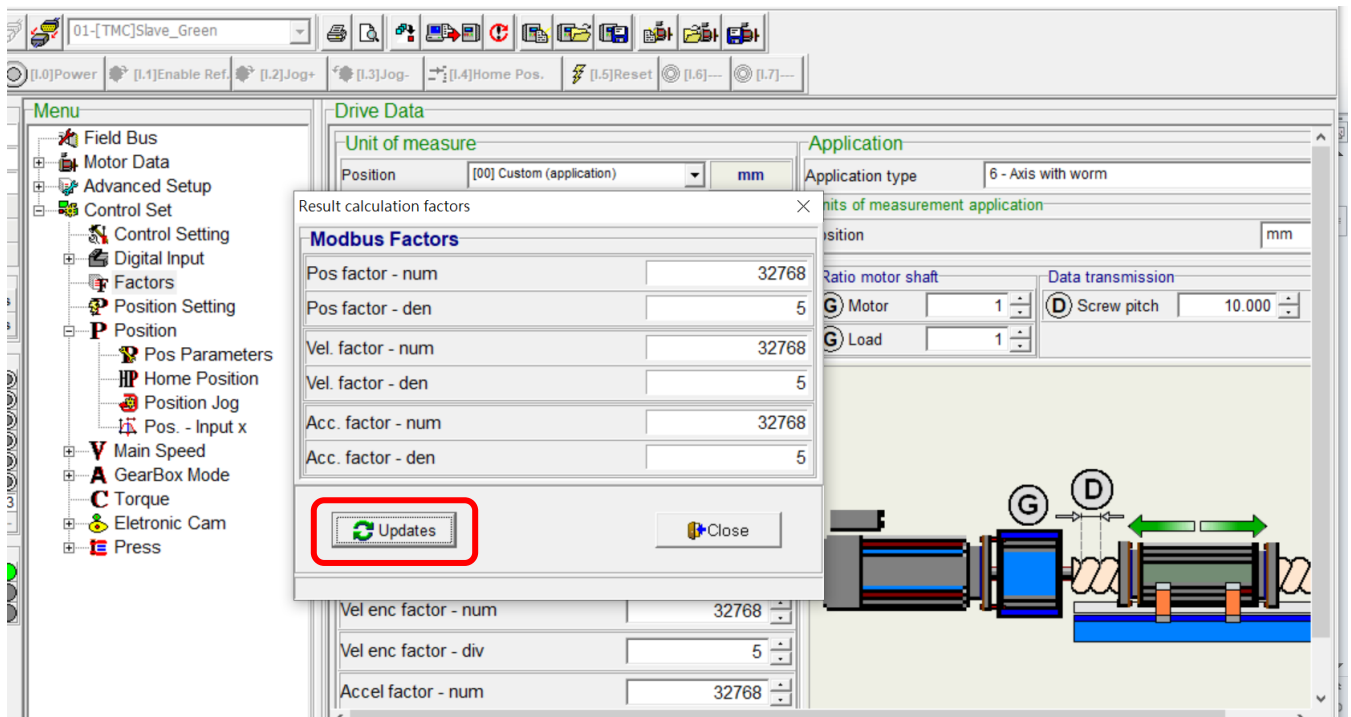 01-[TMC]Slave_Green
[I.0]Power [I.1]Enable Ref. [I.2]Jog+ [I.3]Jog- [I.4]Home Pos. [I.5]Reset [I.6]--- [I.7]---
Menu
Field Bus
Motor Data
Advanced Setup
Control Set
Control Setting
Digital Input
Factors
Position Setting
Position
Pos Parameters
Home Position
Position Jog
Pos. - Input x
Main Speed
GearBox Mode
Torque
Eletronic Cam
Press
Drive Data
Unit of measure
Position [00] Custom (application) mm
Application
Application type 6 - Axis with worm
nits of measurement application
osition mm
Ratio motor shaft
G Motor 1
G Load 1
Data transmission
D Screw pitch 10.000
Result calculation factors
Modbus Factors
Pos factor - num 32768
Pos factor - den 5
Vel. factor - num 32768
Vel. factor - den 5
Acc. factor - num 32768
Acc. factor - den 5
Updates Close
G D
Vel enc factor - num 32768
Vel enc factor - div 5
Accel factor - num 32768